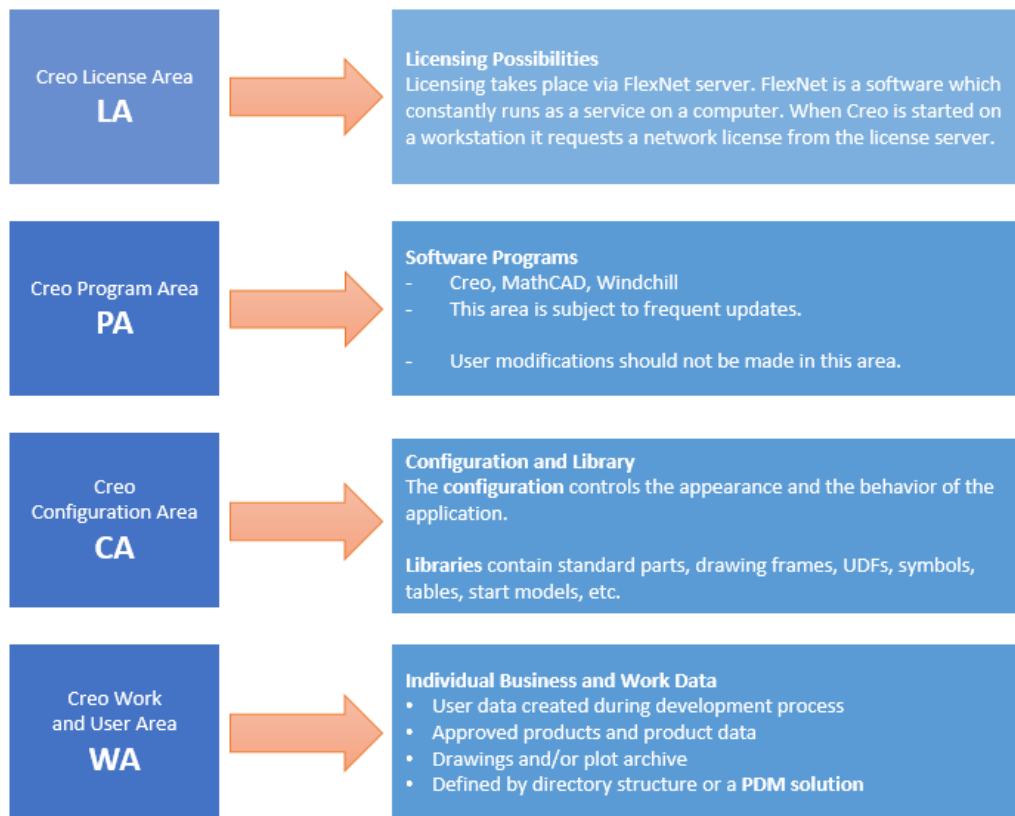 Creo License Area
LA
Licensing Possibilities
Licensing takes place via FlexNet server. FlexNet is a software which
constantly runs as a service on a computer. When Creo is started on
a workstation it requests a network license from the license server.
Creo Program Area
PA
Software Programs
- Creo, MathCAD, Windchill
- This area is subject to frequent updates.
- User modifications should not be made in this area.
Creo
Configuration Area
CA
Configuration and Library
The configuration controls the appearance and the behavior of the
application.
Libraries contain standard parts, drawing frames, UDFs, symbols,
tables, start models, etc.
Creo Work
and User Area
WA
Individual Business and Work Data
• User data created during development process
• Approved products and product data
• Drawings and/or plot archive
• Defined by directory structure or a PDM solution